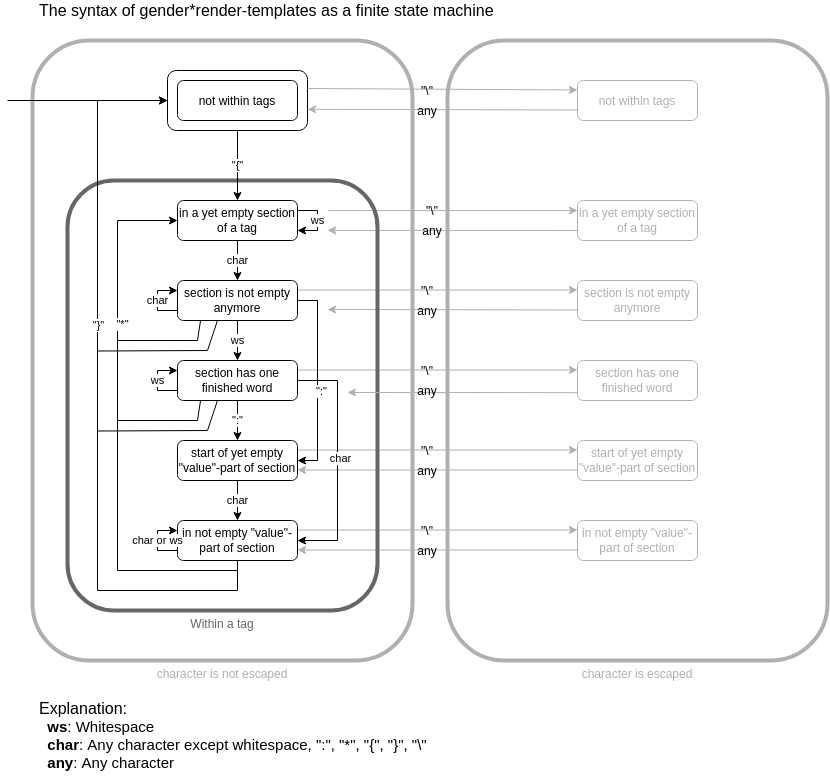 The syntax of gender*render-templates as a finite state machine
not within tags
"\"
any
not within tags
"{"
in a yet empty section
of a tag
ws
"\"
any
in a yet empty section
of a tag
char
section is not empty
anymore
char
"\"
any
section is not empty
anymore
"}"
"*"
ws
section has one
finished word
ws
":"
"\"
any
section has one
finished word
":"
start of yet empty
"value"-part of section
char
"\"
any
start of yet empty
"value"-part of section
char
in not empty "value"-
part of section
char or ws
"\"
any
in not empty "value"-
part of section
Within a tag
character is not escaped
character is escaped
Explanation:
ws: Whitespace
char: Any character except whitespace, ":", "*", "{", "}", "\"
any: Any character